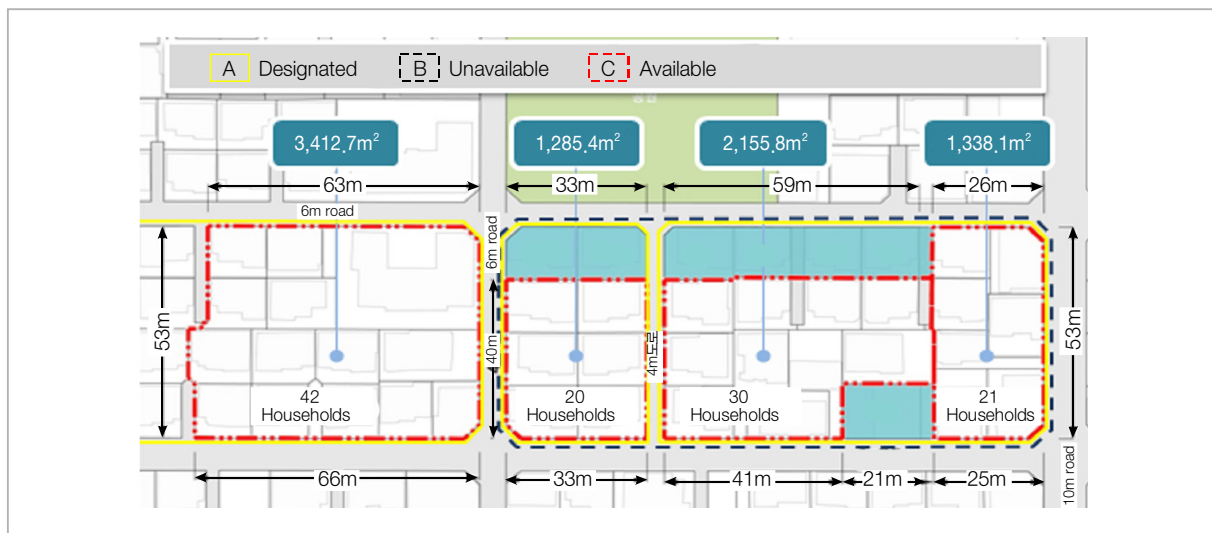 A Designated B Unavailable C Available
3,412.7m² 1,285.4m² 2,155.8m² 1,338.1m²
63m 33m 59m 26m
6m road
6m road
53m
40m
4m도로
53m
42
Households
20
Households
30
Households
21
Households
66m 33m 41m 21m 25m
10m road